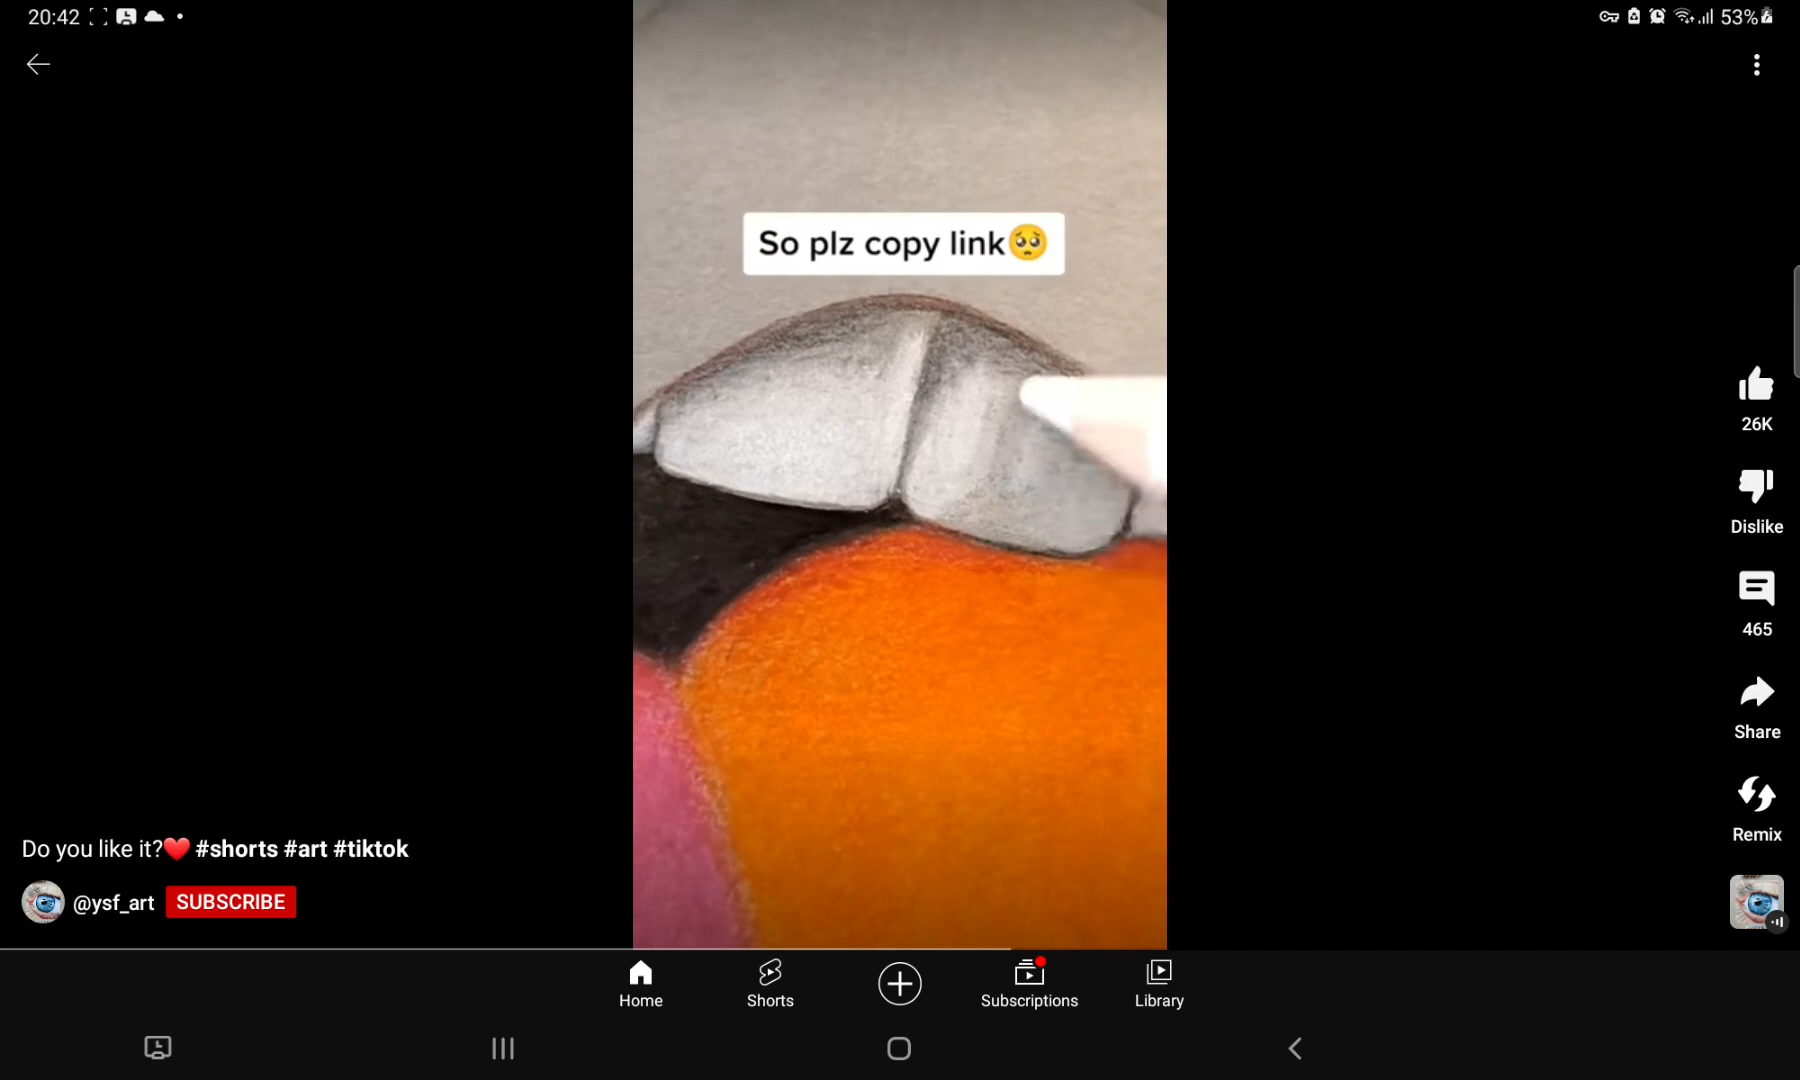 20:42
53%
So plz copy link🥺
26K
Dislike
465
Share
Remix
Do you like it?❤️ #shorts #art #tiktok
@ysf_art SUBSCRIBE
Home Shorts Subscriptions Library